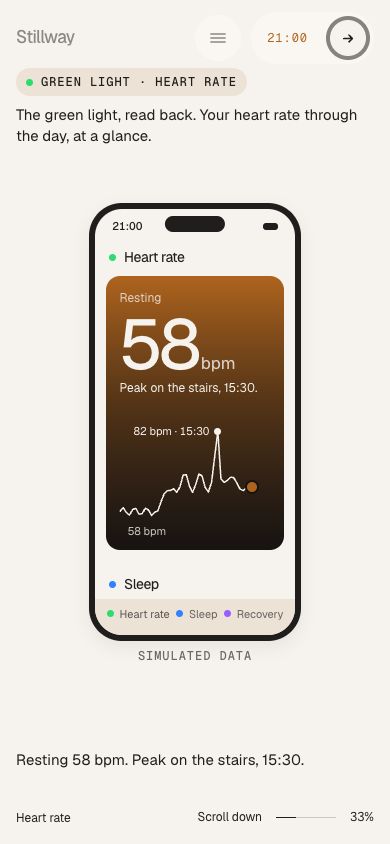 Stillway
21:00
GREEN LIGHT · HEART RATE
The green light, read back. Your heart rate through
the day, at a glance.
21:00
Heart rate
Resting
58 bpm
Peak on the stairs, 15:30.
82 bpm · 15:30
58 bpm
Sleep
Heart rate Sleep Recovery
SIMULATED DATA
Resting 58 bpm. Peak on the stairs, 15:30.
Heart rate Scroll down 33%